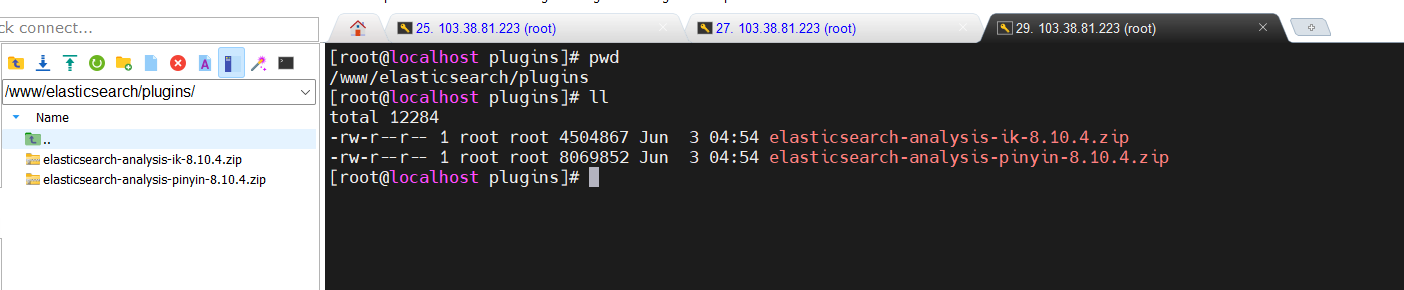 ck connect...
25. 103.38.81.223 (root)
27. 103.38.81.223 (root)
29. 103.38.81.223 (root)
/www/elasticsearch/plugins/
Name
..
elasticsearch-analysis-ik-8.10.4.zip
elasticsearch-analysis-pinyin-8.10.4.zip
[root@localhost plugins]# pwd
/www/elasticsearch/plugins
[root@localhost plugins]# ll
total 12284
-rw-r--r-- 1 root root 4504867 Jun  3 04:54 elasticsearch-analysis-ik-8.10.4.zip
-rw-r--r-- 1 root root 8069852 Jun  3 04:54 elasticsearch-analysis-pinyin-8.10.4.zip
[root@localhost plugins]#